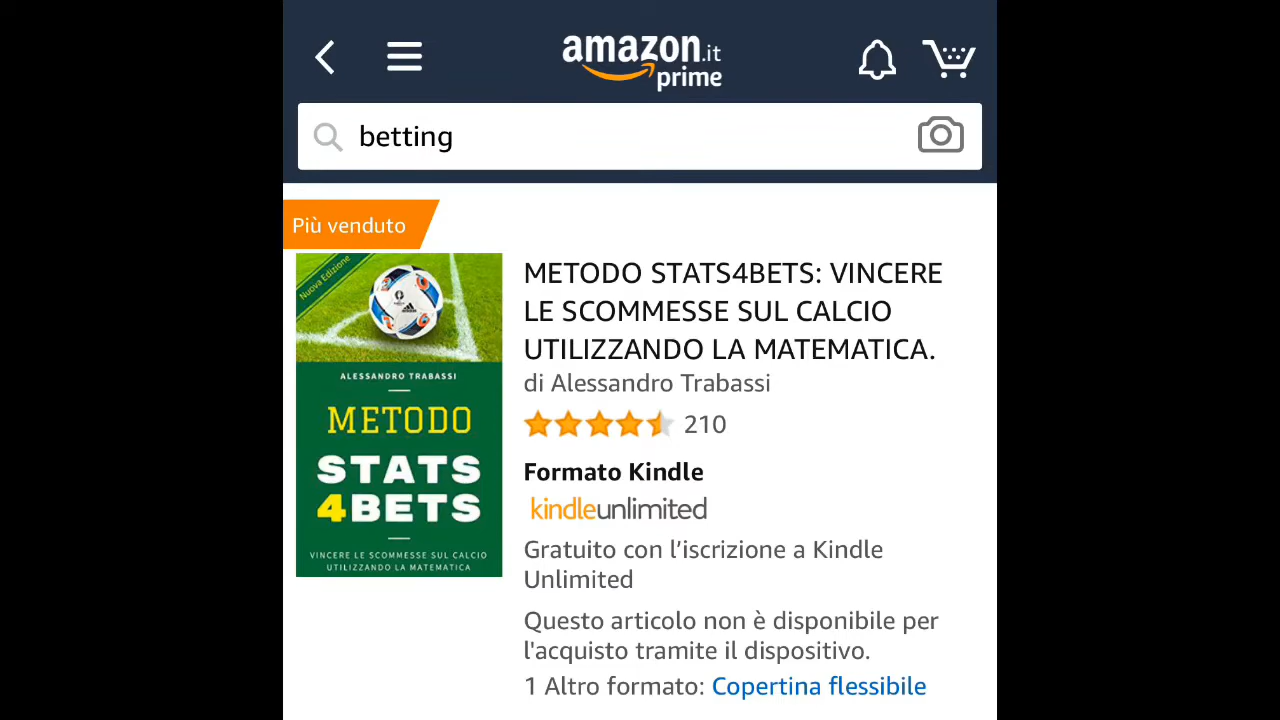 amazon.it
prime
betting
Più venduto
Nuova Edizione
ALESSANDRO TRABASSI
METODO
STATS
4BETS
VINCERE LE SCOMMESSE SUL CALCIO
UTILIZZANDO LA MATEMATICA
METODO STATS4BETS: VINCERE
LE SCOMMESSE SUL CALCIO
UTILIZZANDO LA MATEMATICA.
di Alessandro Trabassi
210
Formato Kindle
kindleunlimited
Gratuito con l’iscrizione a Kindle
Unlimited
Questo articolo non è disponibile per
l'acquisto tramite il dispositivo.
1 Altro formato: Copertina flessibile